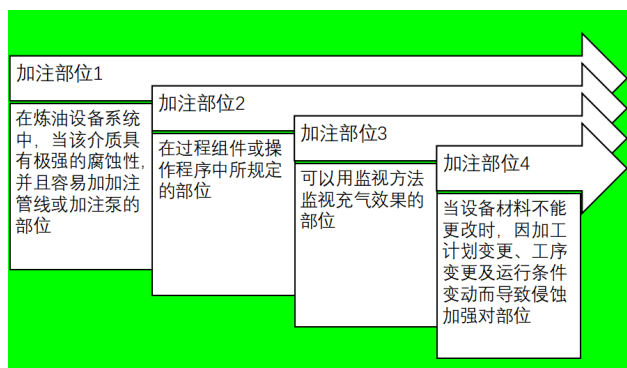 加注部位1
在炼油设备系统
中，当该介质具
有极强的腐蚀性，
并且容易加加注
管线或加注泵的
部位
加注部位2
在过程组件或操
作程序中所规定
的部位
加注部位3
可以用监视方法
监视充气效果的
部位
加注部位4
当设备材料不能
更改时，因加工
计划变更、工序
变更及运行条件
变动而导致侵蚀
加强对部位